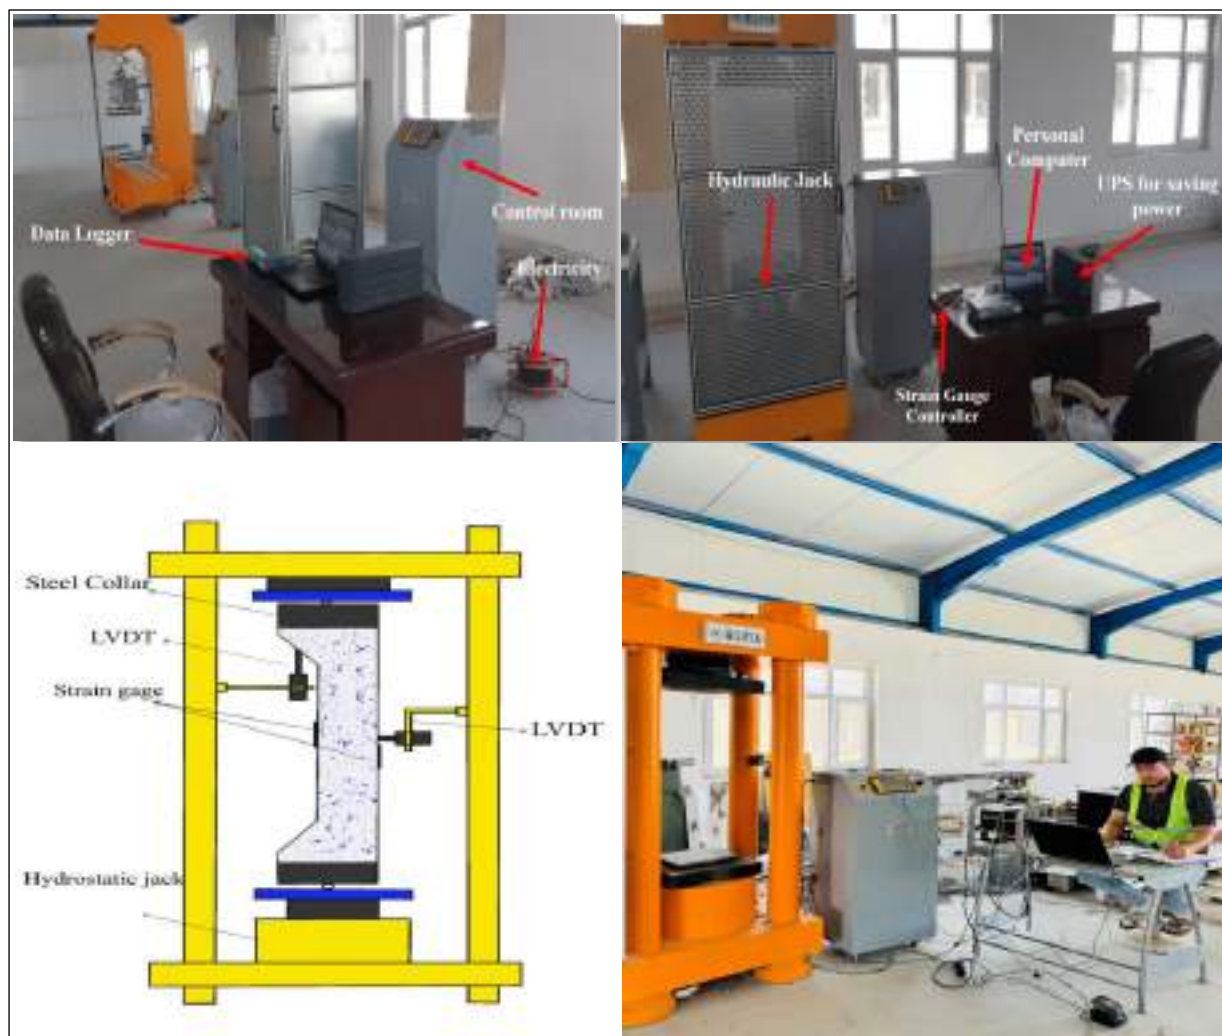 Data Logger
Control room
Electricity
Hydraulic Jack
Personal
Computer
UPS for saving
power
Strain Gauge
Controller
Steel Collar
LVDT
Strain gage
LVDT
Hydrostatic jack